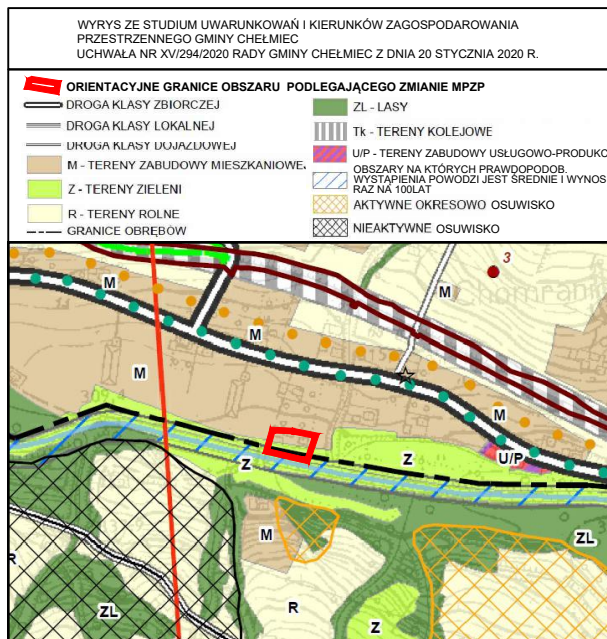 WYRYS ZE STUDIUM UWARUNKOWAŃ I KIERUNKÓW ZAGOSPODAROWANIA
PRZESTRZENNEGO GMINY CHEŁMIEC
UCHWAŁA NR XV/294/2020 RADY GMINY CHEŁMIEC Z DNIA 20 STYCZNIA 2020 R.
ORIENTACYJNE GRANICE OBSZARU PODLEGAJĄCEGO ZMIANIE MPZP
DROGA KLASY ZBIORCZEJ
DROGA KLASY LOKALNEJ
DROGA KLASY DOJAZDOWEJ
M - TERENY ZABUDOWY MIESZKANIOWEJ
Z - TERENY ZIELENI
R - TERENY ROLNE
GRANICE OBRĘBÓW
ZL - LASY
Tk - TERENY KOLEJOWE
U/P - TERENY ZABUDOWY USŁUGOWO-PRODUKC
OBSZARY NA KTÓRYCH PRAWDOPODOB.
WYSTĄPIENIA POWODZI JEST ŚREDNIE I WYNOS
RAZ NA 100LAT
AKTYWNE OKRESOWO OSUWISKO
NIEAKTYWNE OSUWISKO
3
M
M
Chomrani
M
M
M
Z
Z
U/P
M
ZL
R
R
ZL
Z